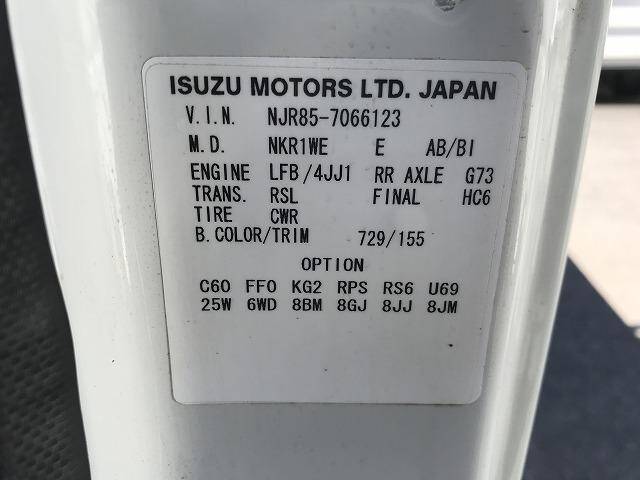 ISUZU MOTORS LTD. JAPAN
V.I.N. NJR85-7066123
M.D. NKR1WE E AB/BI
ENGINE LFB/4JJ1 RR AXLE G73
TRANS. RSL FINAL HC6
TIRE CWR
B.COLOR/TRIM 729/155
OPTION
C60 FF0 KG2 RPS RS6 U69
25W 6WD 8BM 8GJ 8JJ 8JM